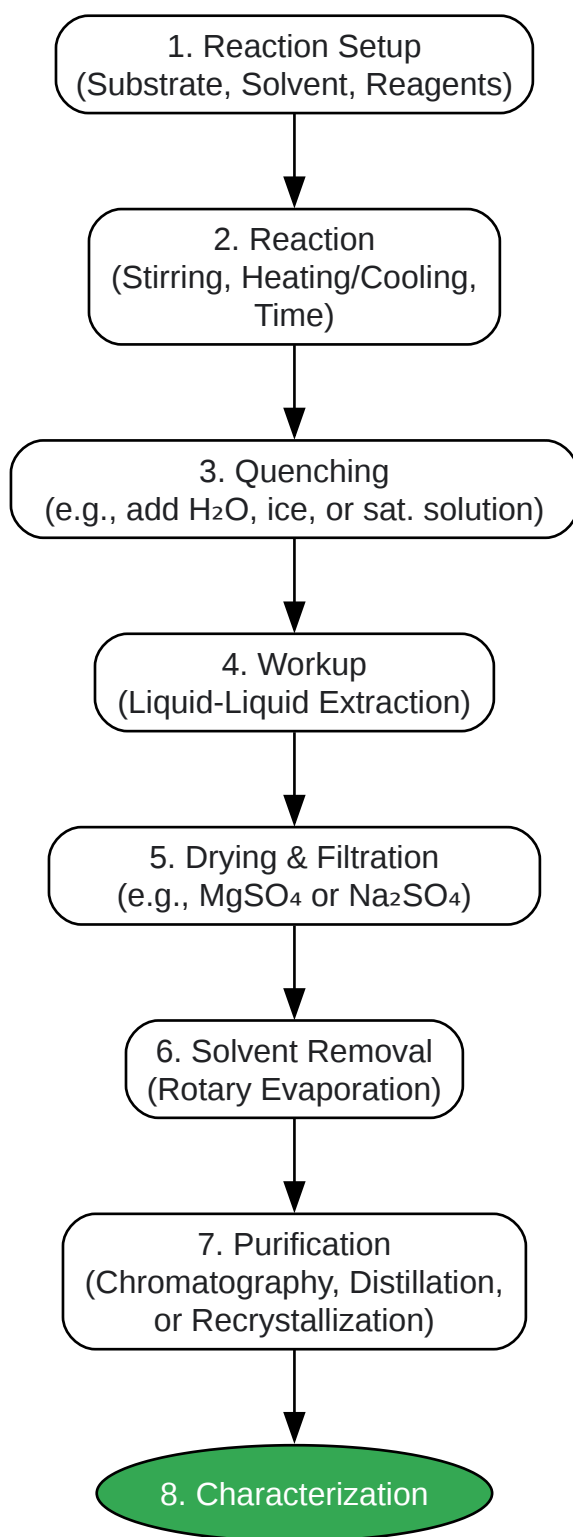 1. Reaction Setup
(Substrate, Solvent, Reagents)
2. Reaction
(Stirring, Heating/Cooling,
Time)
3. Quenching
(e.g., add H₂O, ice, or sat. solution)
4. Workup
(Liquid-Liquid Extraction)
5. Drying & Filtration
(e.g., MgSO₄ or Na₂SO₄)
6. Solvent Removal
(Rotary Evaporation)
7. Purification
(Chromatography, Distillation,
or Recrystallization)
8. Characterization